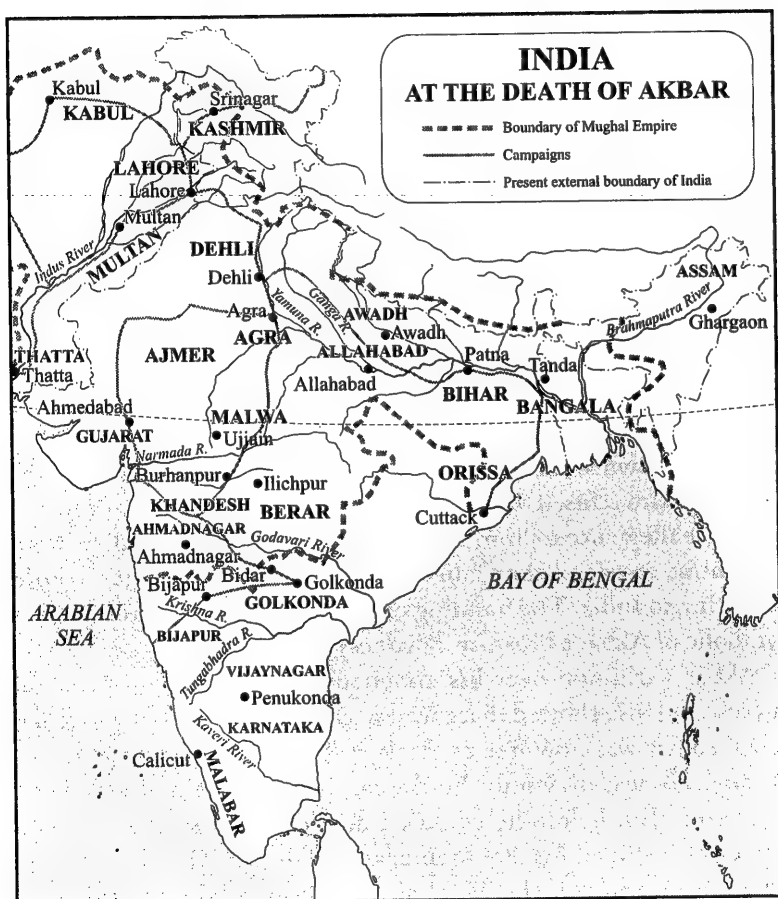 INDIA
AT THE DEATH OF AKBAR
Boundary of Mughal Empire
Campaigns
Present external boundary of India
Kabul
KABUL
Srinagar
KASHMIR
LAHORE
Lahore
Multan
MULTAN
Indus River
DEHLI
Dehli
ASSAM
Brahmaputra River
Ghargaon
Agra
AGRA
Yamuna R.
Ganga R.
AWADH
Awadh
THATTA
Thatta
AJMER
ALLAHABAD
Allahabad
Patna
BIHAR
Tanda
BANGALA
Ahmedabad
GUJARAT
MALWA
Ujjain
Narmada R.
Burhanpur
Ilichpur
ORISSA
KHANDESH
BERAR
Cuttack
AHMADNAGAR
Ahmadnagar
Godavari River
Bidar
Golkonda
GOLKONDA
Bijapur
Krishna R.
BIJAPUR
Tungabhadra R.
BAY OF BENGAL
ARABIAN
SEA
VIJAYNAGAR
Penukonda
KARNATAKA
Kaveri River
Calicut
MALABAR